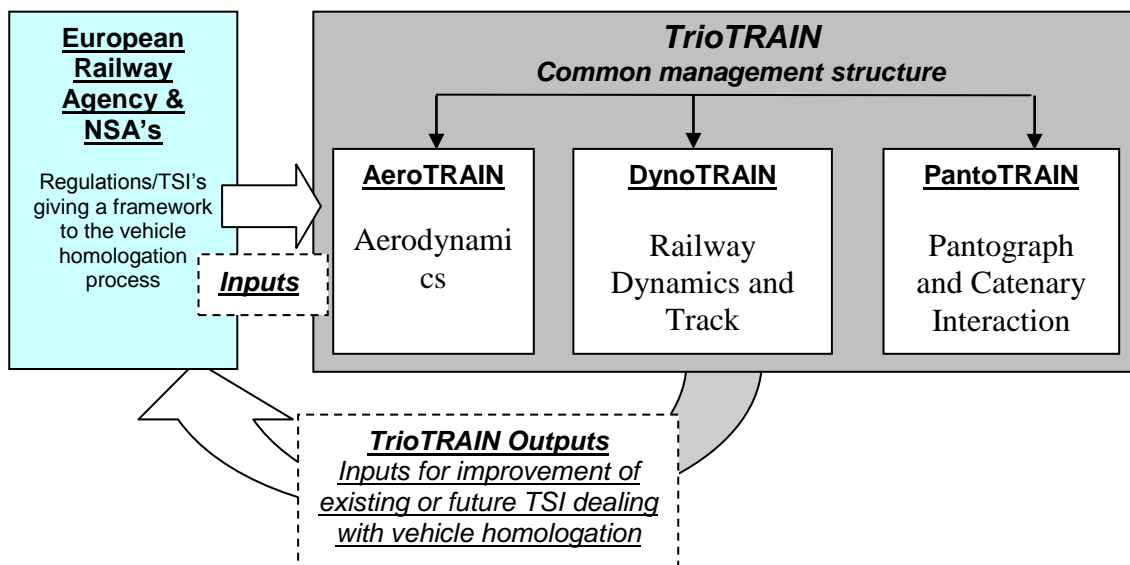 European
Railway
Agency &
NSA's
Regulations/TSI's
giving a framework
to the vehicle
homologation
process
Inputs
TrioTRAIN
Common management structure
AeroTRAIN
Aerodynami
cs
DynoTRAIN
Railway
Dynamics and
Track
PantoTRAIN
Pantograph
and Catenary
Interaction
TrioTRAIN Outputs
Inputs for improvement of
existing or future TSI dealing
with vehicle homologation